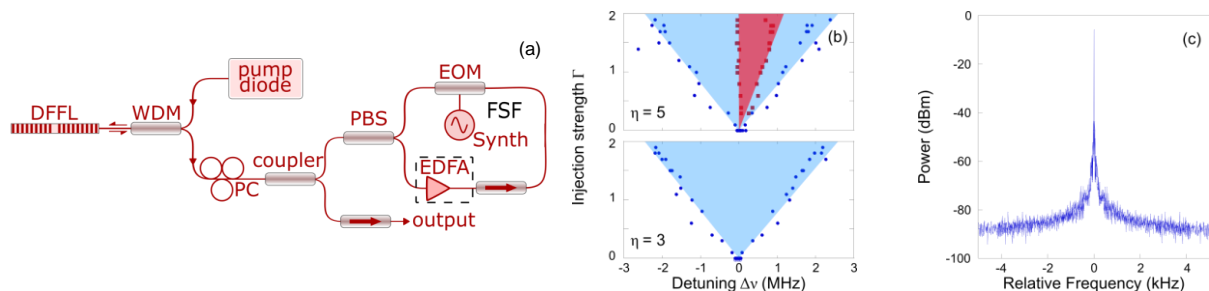 (a)
pump
diode
DFFL
WDM
PC
coupler
PBS
EOM
FSF
Synth
EDFA
output
(b)
Injection strength Γ
2
1
0
η = 5
2
1
0
η = 3
-3 -2 -1 0 1 2 3
Detuning Δν (MHz)
(c)
Power (dBm)
0
-20
-40
-60
-80
-100
-4 -2 0 2 4
Relative Frequency (kHz)